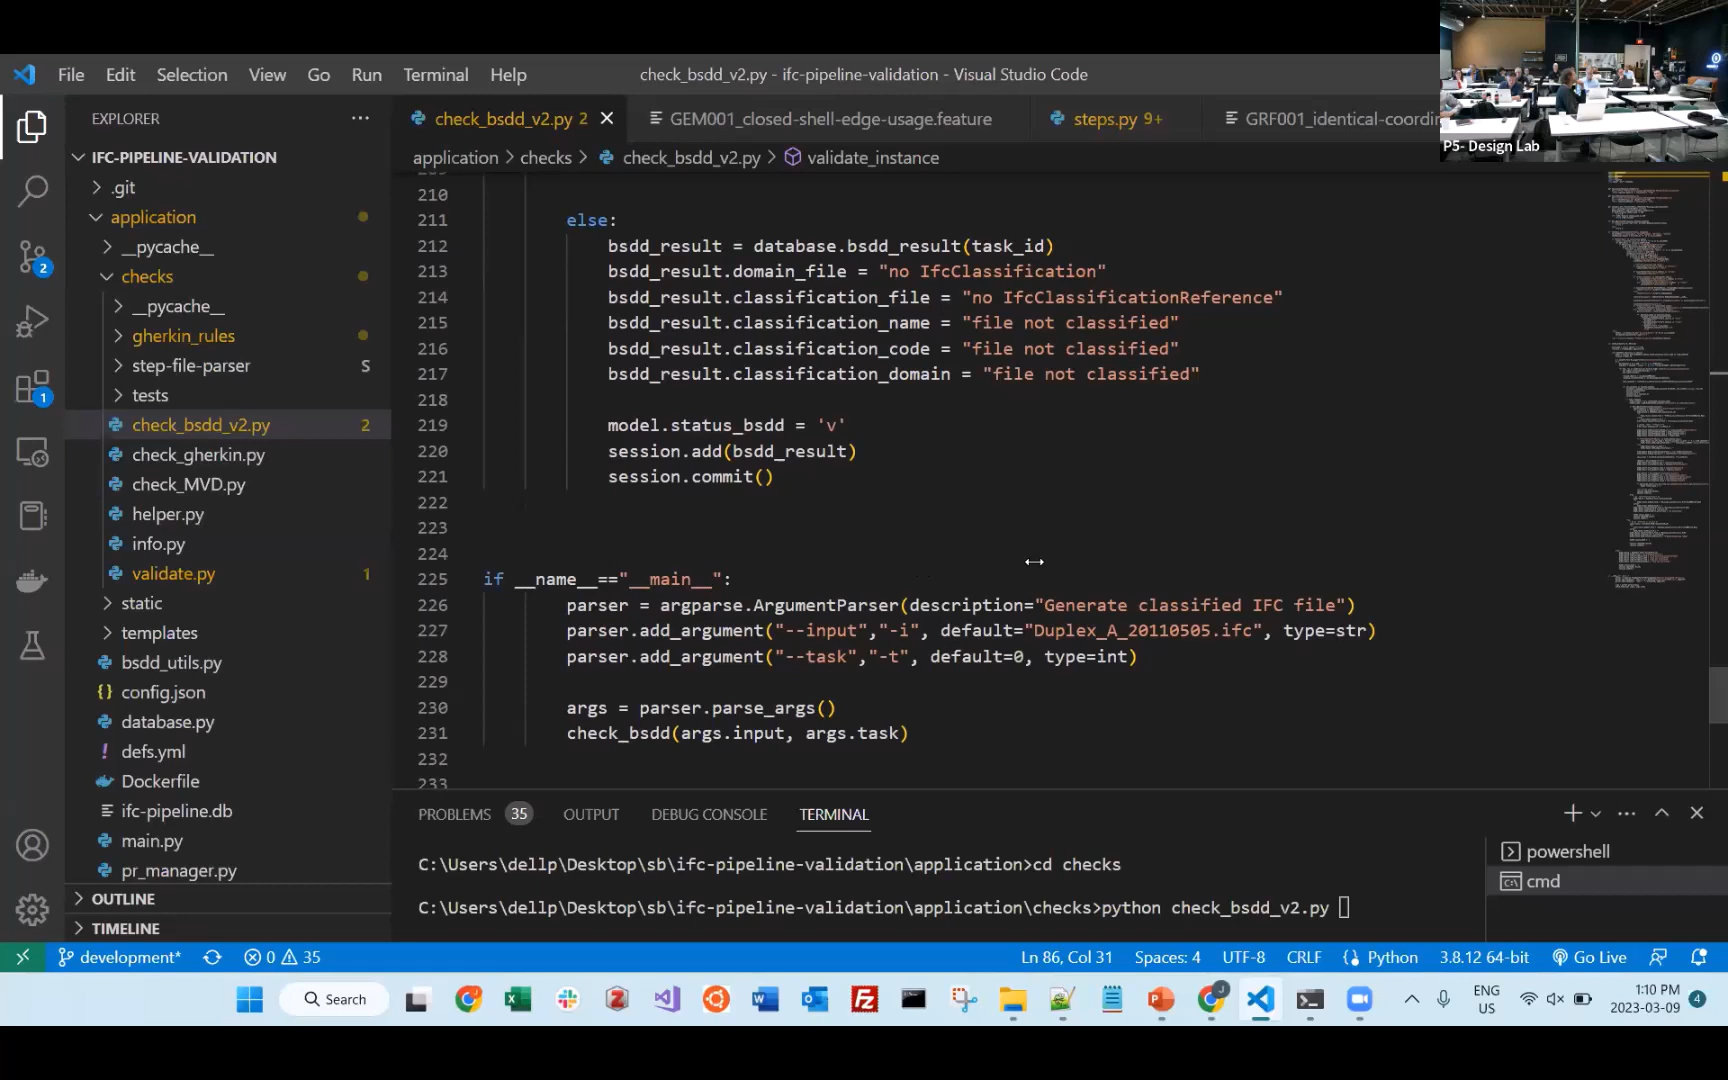 File Edit Selection View Go Run Terminal Help
check_bsdd_v2.py - ifc-pipeline-validation - Visual Studio Code
P5- Design Lab
EXPLORER
IFC-PIPELINE-VALIDATION
.git
application
__pycache__
checks
__pycache__
gherkin_rules
step-file-parser S
tests
check_bsdd_v2.py 2
check_gherkin.py
check_MVD.py
helper.py
info.py
validate.py 1
static
templates
bsdd_utils.py
config.json
database.py
defs.yml
Dockerfile
ifc-pipeline.db
main.py
pr_manager.py
OUTLINE
TIMELINE
2
1
check_bsdd_v2.py 2 GEM001_closed-shell-edge-usage.feature steps.py 9+ GRF001_identical-coordin
application > checks > check_bsdd_v2.py > validate_instance
210
211 else:
212 bsdd_result = database.bsdd_result(task_id)
213 bsdd_result.domain_file = "no IfcClassification"
214 bsdd_result.classification_file = "no IfcClassificationReference"
215 bsdd_result.classification_name = "file not classified"
216 bsdd_result.classification_code = "file not classified"
217 bsdd_result.classification_domain = "file not classified"
218
219 model.status_bsdd = 'v'
220 session.add(bsdd_result)
221 session.commit()
222
223
224
225 if __name__=="__main__":
226 parser = argparse.ArgumentParser(description="Generate classified IFC file")
227 parser.add_argument("--input","-i", default="Duplex_A_20110505.ifc", type=str)
228 parser.add_argument("--task","-t", default=0, type=int)
229
230 args = parser.parse_args()
231 check_bsdd(args.input, args.task)
232
233
PROBLEMS 35 OUTPUT DEBUG CONSOLE TERMINAL
C:\Users\dellp\Desktop\sb\ifc-pipeline-validation\application>cd checks
C:\Users\dellp\Desktop\sb\ifc-pipeline-validation\application\checks>python check_bsdd_v2.py
powershell
cmd
development* 0 35 Ln 86, Col 31 Spaces: 4 UTF-8 CRLF Python 3.8.12 64-bit Go Live
Search
ENG
US
1:10 PM
2023-03-09
4